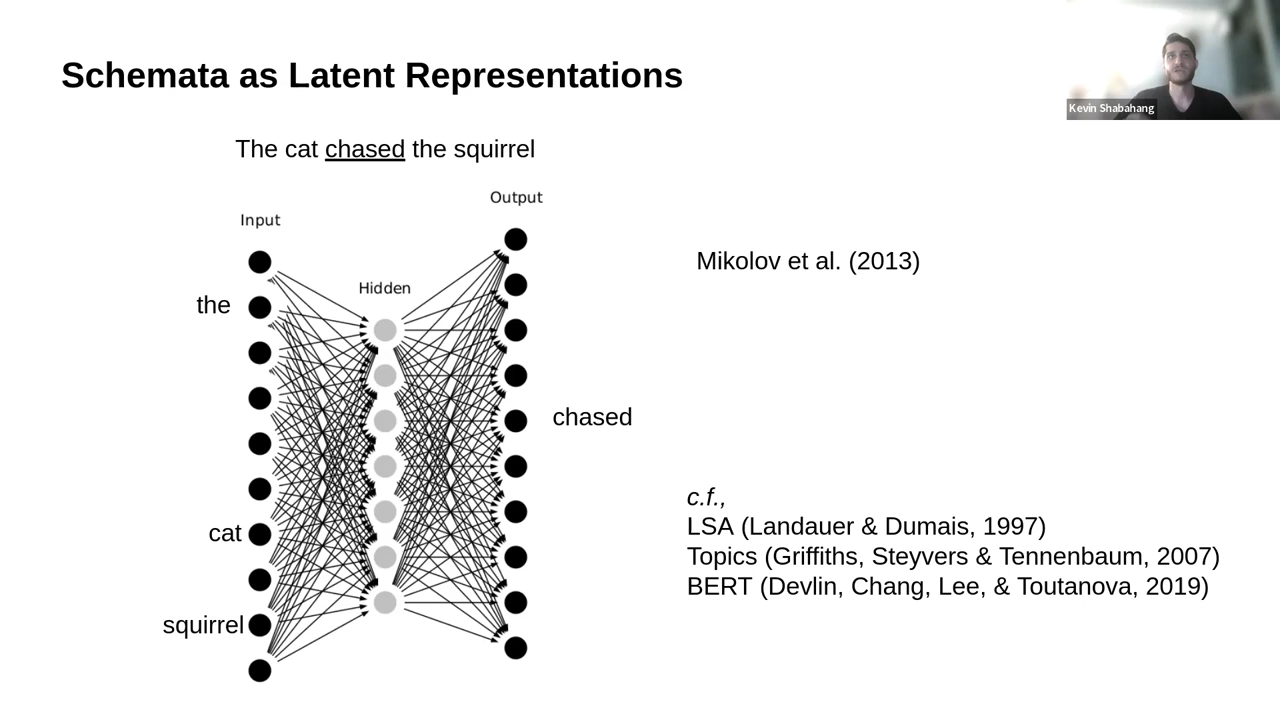 Schemata as Latent Representations
Kevin Shabahang
The cat chased the squirrel
Output
Input
Mikolov et al. (2013)
Hidden
the
chased
c.f.,
LSA (Landauer & Dumais, 1997)
cat
Topics (Griffiths, Steyvers & Tennenbaum, 2007)
BERT (Devlin, Chang, Lee, & Toutanova, 2019)
squirrel